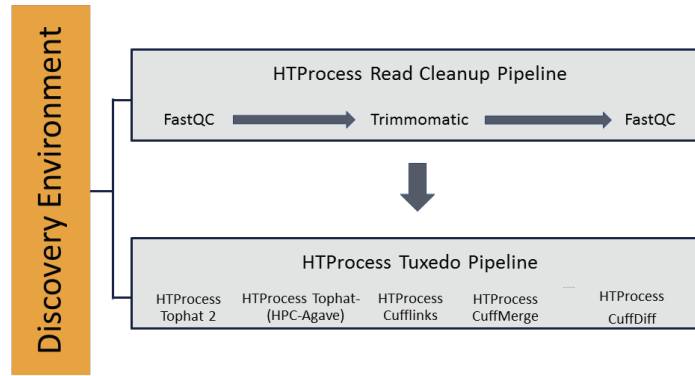 Discovery Environment
HTProcess Read Cleanup Pipeline
FastQC Trimmomatic FastQC
HTProcess Tuxedo Pipeline
HTProcess HTProcess Tophat- HTProcess HTProcess HTProcess
Tophat 2 (HPC-Agave) Cufflinks CuffMerge CuffDiff